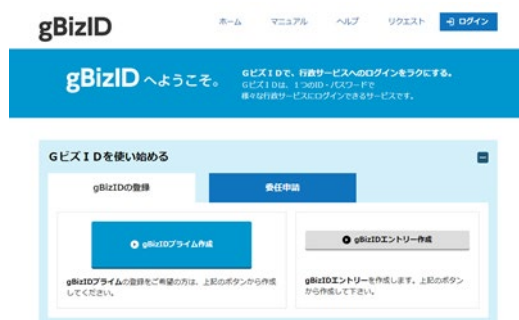 gBizID
ホーム マニュアル ヘルプ リクエスト ログイン
gBizID へようこそ。
GビズIDで、行政サービスへのログインをラクにする。
GビズIDは、1つのID・パスワードで
様々な行政サービスにログインできるサービスです。
GビズIDを使い始める
gBizIDの登録 委任申請
gBizIDプライム作成
gBizIDエントリー作成
gBizIDプライムの登録をご希望の方は、上記のボタンから作成
してください。
gBizIDエントリーを作成します。上記のボタン
から作成して下さい。